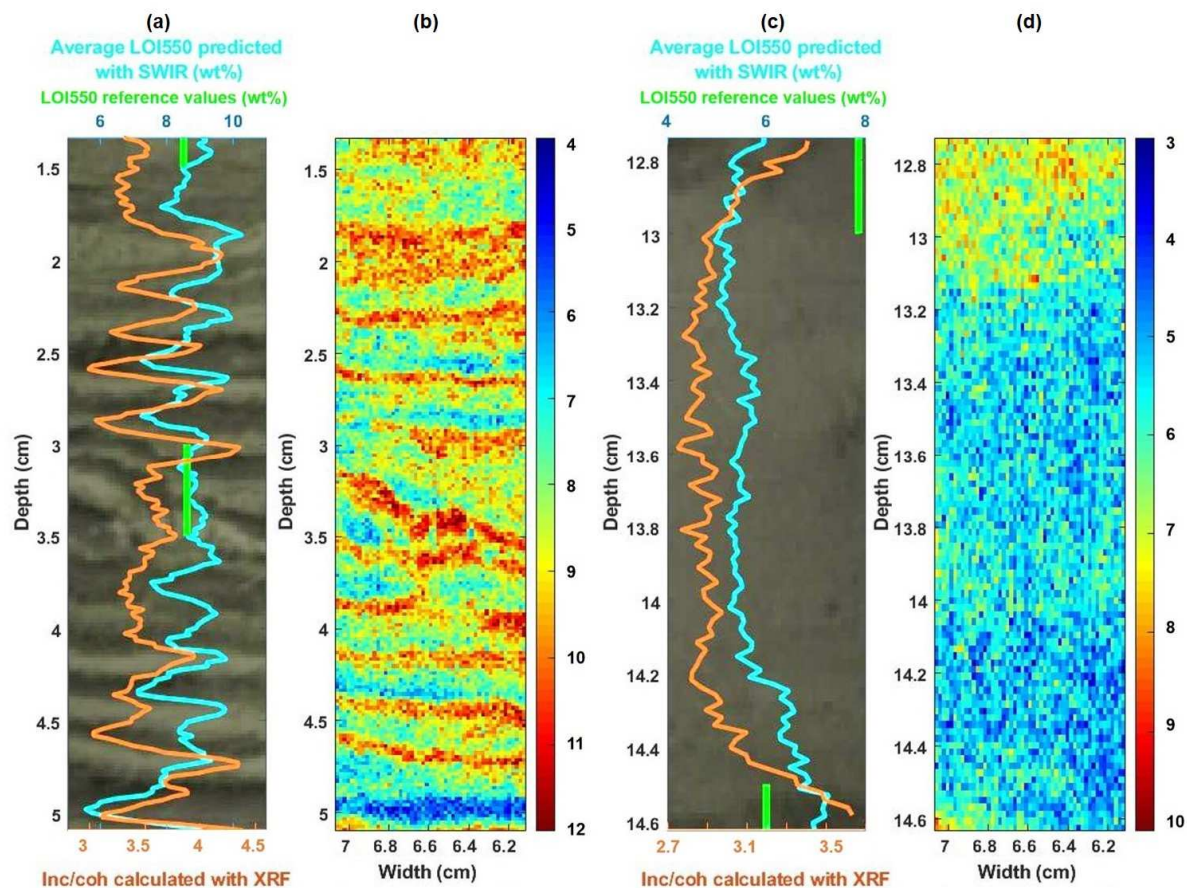 (a)
(b)
(c)
(d)
Average LOI550 predicted
with SWIR (wt%)
LOI550 reference values (wt%)
6 8 10
Average LOI550 predicted
with SWIR (wt%)
LOI550 reference values (wt%)
4 6 8
Depth (cm)
1.5
2
2.5
3
3.5
4
4.5
5
3 3.5 4 4.5
Inc/coh calculated with XRF
Depth (cm)
1.5
2
2.5
3
3.5
4
4.5
5
7 6.8 6.6 6.4 6.2
Width (cm)
4
5
6
7
8
9
10
11
12
Depth (cm)
12.8
13
13.2
13.4
13.6
13.8
14
14.2
14.4
14.6
2.7 3.1 3.5
Inc/coh calculated with XRF
Depth (cm)
12.8
13
13.2
13.4
13.6
13.8
14
14.2
14.4
14.6
7 6.8 6.6 6.4 6.2
Width (cm)
3
4
5
6
7
8
9
10